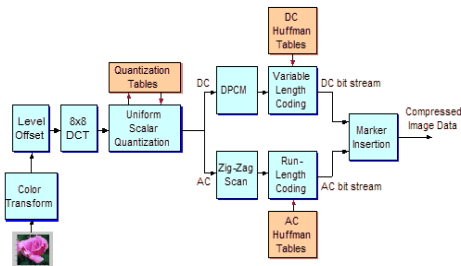 DC
Huffman
Tables
Quantization
Tables
DC
DPCM
Variable
Length
Coding
DC bit stream
Level
Offset
8x8
DCT
Uniform
Scalar
Quantization
Marker
Insertion
Compressed
Image Data
Color
Transform
AC
Zig-Zag
Scan
Run-
Length
Coding
AC bit stream
AC
Huffman
Tables